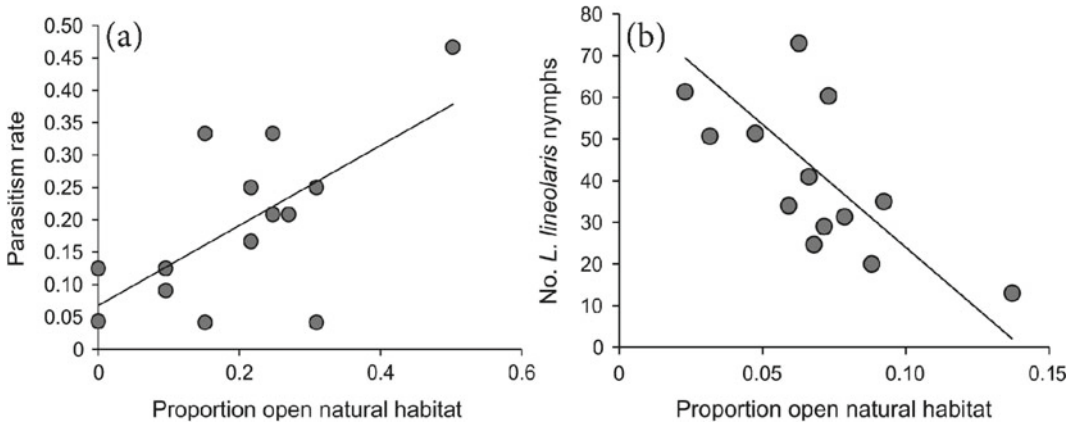 (a)
Parasitism rate
0.50
0.45
0.40
0.35
0.30
0.25
0.20
0.15
0.10
0.05
0
0 0.2 0.4 0.6
Proportion open natural habitat
(b)
No. L. lineolaris nymphs
80
70
60
50
40
30
20
10
0
0 0.05 0.10 0.15
Proportion open natural habitat